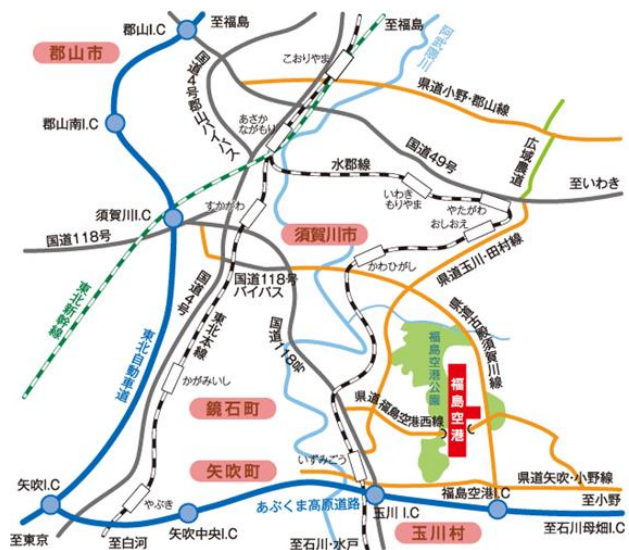 至福島
郡山I.C
郡山市
国道4号
郡山バイパス
こおりやま
至福島
阿武隈川
県道小野・郡山線
郡山南I.C
あさか
ながもり
国道49号
広域農道
水郡線
至いわき
いわき
もりやま
やたがわ
おしおえ
すかがわ
須賀川I.C
須賀川市
国道118号
かわひがし
県道玉川・田村線
国道118号
バイパス
東北新幹線
国道4号
東北本線
国道118号
県道古殿須賀川線
東北自動車道
福島空港公園
福島空港
かがみいし
鏡石町
県道福島空港西線
矢吹町
いずみごう
県道矢吹・小野線
矢吹I.C
やぶき
あぶくま高原道路
福島空港I.C
至小野
至東京
至白河
矢吹中央I.C
玉川I.C
玉川村
至石川・水戸
至石川母畑I.C